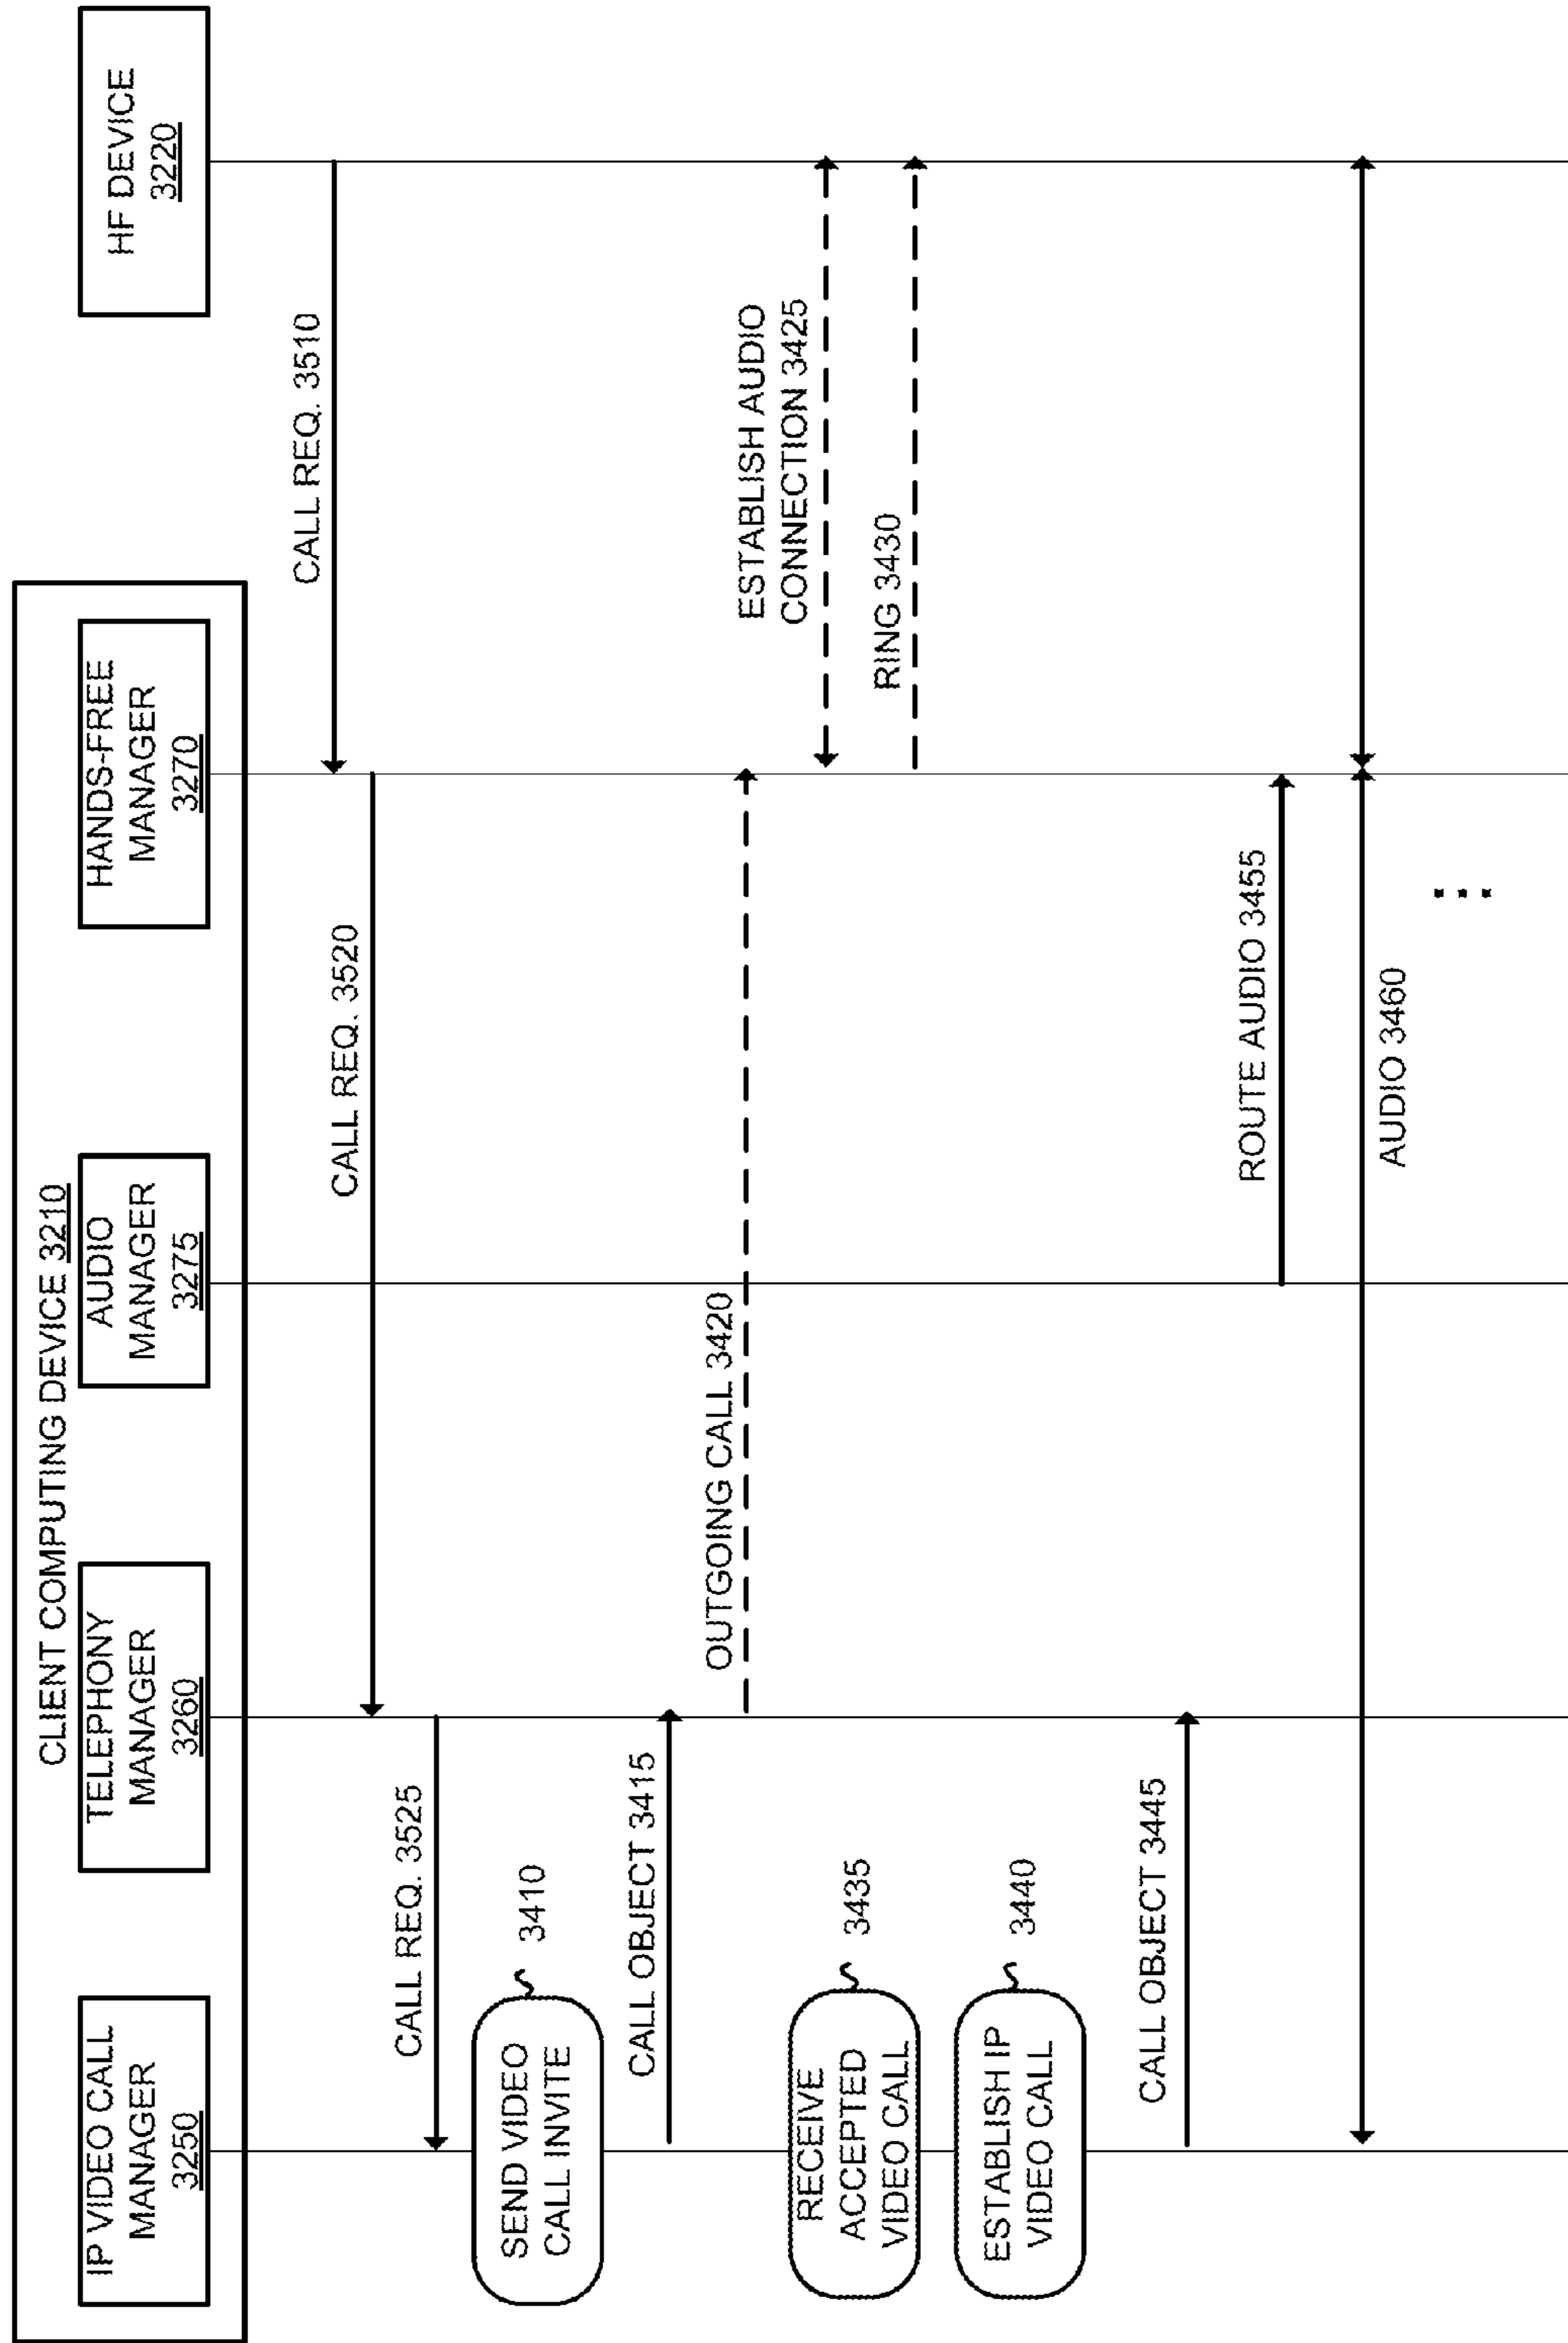 CLIENT COMPUTING DEVICE 3210
IP VIDEO CALL
MANAGER
3250
TELEPHONY
MANAGER
3260
AUDIO
MANAGER
3275
HANDS-FREE
MANAGER
3270
HF DEVICE
3220
CALL REQ. 3510
CALL REQ. 3520
CALL REQ. 3525
SEND VIDEO
CALL INVITE
3410
CALL OBJECT 3415
OUTGOING CALL 3420
ESTABLISH AUDIO
CONNECTION 3425
RING 3430
RECEIVE
ACCEPTED
VIDEO CALL
3435
ESTABLISH IP
VIDEO CALL
3440
CALL OBJECT 3445
ROUTE AUDIO 3455
AUDIO 3460